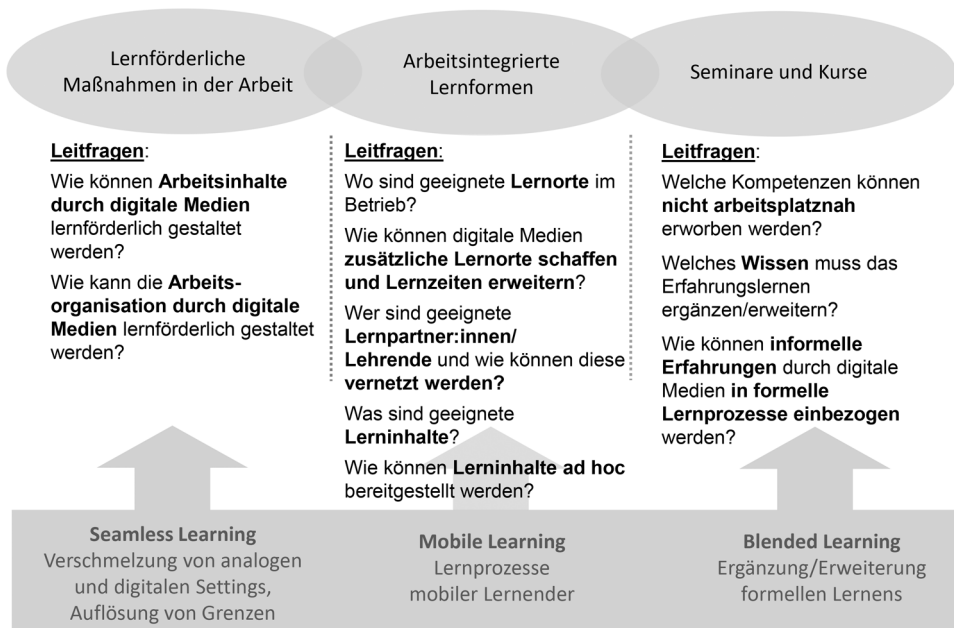 Lernförderliche
Maßnahmen in der Arbeit
Arbeitsintegrierte
Lernformen
Seminare und Kurse
Leitfragen:
Wie können Arbeitsinhalte
durch digitale Medien
lernförderlich gestaltet
werden?
Wie kann die Arbeits-
organisation durch digitale
Medien lernförderlich gestaltet
werden?
Leitfragen:
Wo sind geeignete Lernorte im
Betrieb?
Wie können digitale Medien
zusätzliche Lernorte schaffen
und Lernzeiten erweitern?
Wer sind geeignete
Lernpartner:innen/
Lehrende und wie können diese
vernetzt werden?
Was sind geeignete
Lerninhalte?
Wie können Lerninhalte ad hoc
bereitgestellt werden?
Leitfragen:
Welche Kompetenzen können
nicht arbeitsplatznah
erworben werden?
Welches Wissen muss das
Erfahrungslernen
ergänzen/erweitern?
Wie können informelle
Erfahrungen durch digitale
Medien in formelle
Lernprozesse einbezogen
werden?
Seamless Learning
Verschmelzung von analogen
und digitalen Settings,
Auflösung von Grenzen
Mobile Learning
Lernprozesse
mobiler Lernender
Blended Learning
Ergänzung/Erweiterung
formellen Lernens